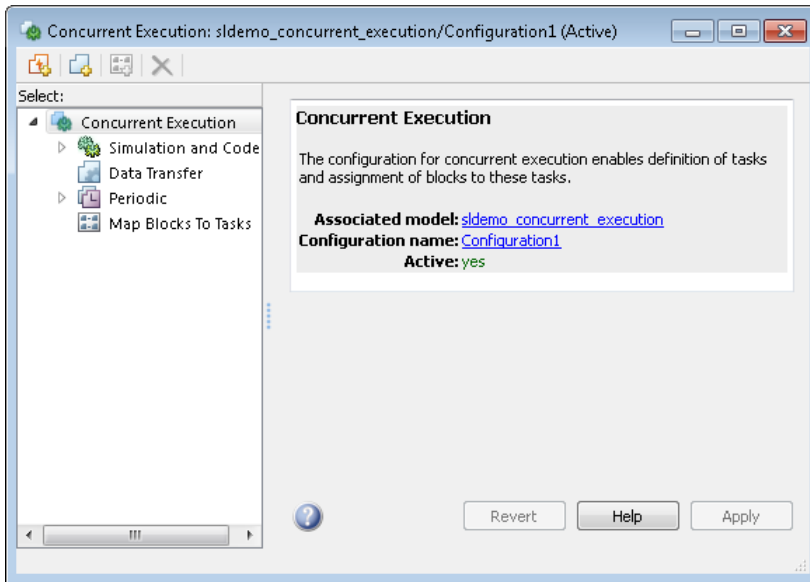 Concurrent Execution: sldemo_concurrent_execution/Configuration1 (Active)
Select:
Concurrent Execution
Simulation and Code
Data Transfer
Periodic
Map Blocks To Tasks
Concurrent Execution
The configuration for concurrent execution enables definition of tasks
and assignment of blocks to these tasks.
Associated model: sldemo_concurrent_execution
Configuration name: Configuration1
Active: yes
Revert
Help
Apply